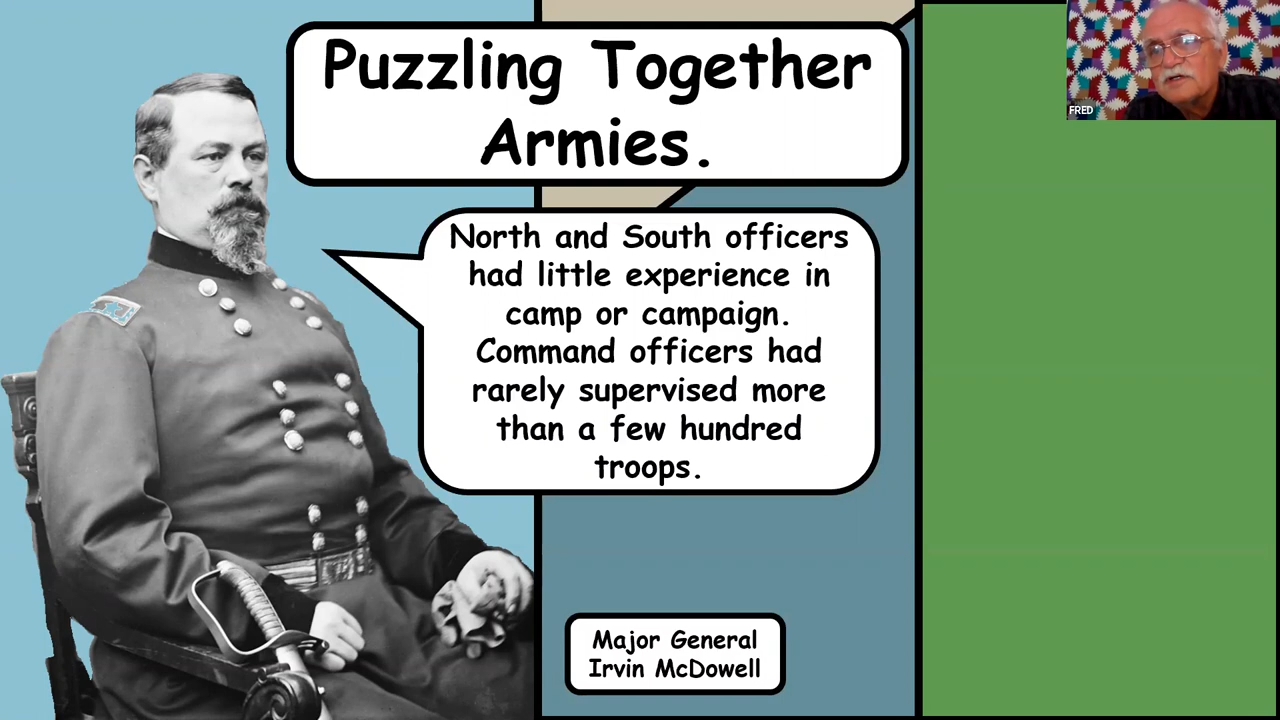 Puzzling Together
Armies.
FRED
North and South officers
had little experience in
camp or campaign.
Command officers had
rarely supervised more
than a few hundred
troops.
Major General
Irvin McDowell